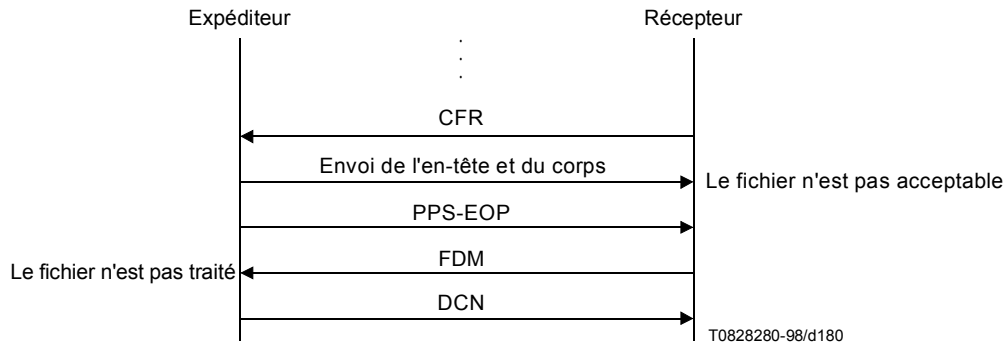 Expéditeur
Récepteur
CFR
Envoi de l'en-tête et du corps
Le fichier n'est pas acceptable
PPS-EOP
FDM
Le fichier n'est pas traité
DCN
T0828280-98/d180